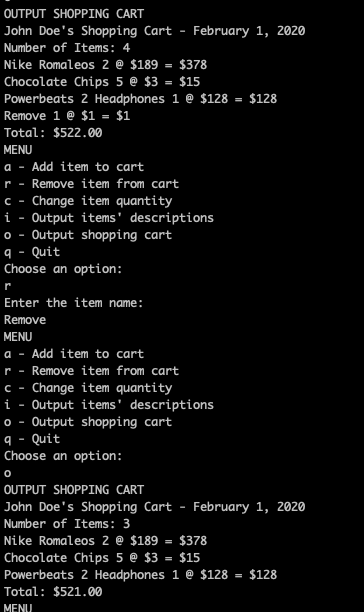 OUTPUT SHOPPING CART
John Doe's Shopping Cart - February 1, 2020
Number of Items: 4
Nike Romaleos 2 @ $189 = $378
Chocolate Chips 5 @ $3 = $15
Powerbeats 2 Headphones 1 @ $128 = $128
Remove 1 @ $1 = $1
Total: $522.00
MENU
a - Add item to cart
r - Remove item from cart
c - Change item quantity
i - Output items' descriptions
o - Output shopping cart
q - Quit
Choose an option:
r
Enter the item name:
Remove
MENU
a - Add item to cart
r - Remove item from cart
c - Change item quantity
i - Output items' descriptions
o - Output shopping cart
q - Quit
Choose an option:
o
OUTPUT SHOPPING CART
John Doe's Shopping Cart - February 1, 2020
Number of Items: 3
Nike Romaleos 2 @ $189 = $378
Chocolate Chips 5 @ $3 = $15
Powerbeats 2 Headphones 1 @ $128 = $128
Total: $521.00
MENU